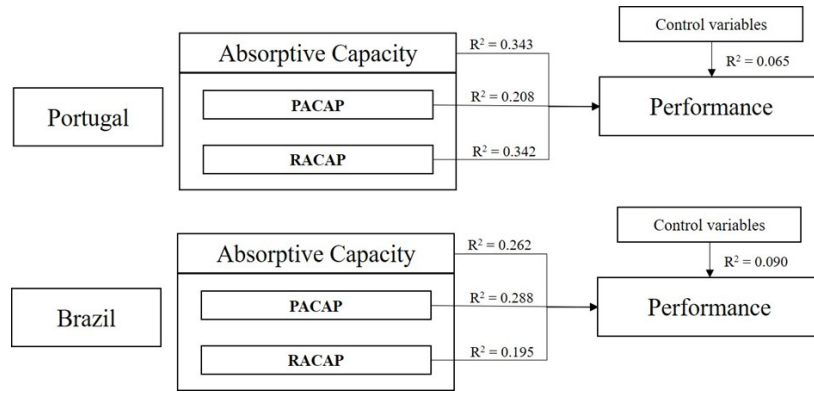 Control variables
R² = 0.065
Absorptive Capacity
R² = 0.343
Portugal
PACAP
R² = 0.208
Performance
RACAP
R² = 0.342
Control variables
R² = 0.090
Absorptive Capacity
R² = 0.262
Brazil
PACAP
R² = 0.288
Performance
RACAP
R² = 0.195